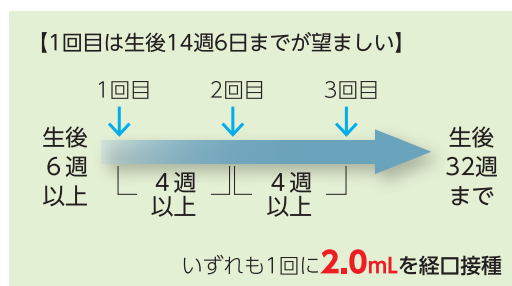 【1回目は生後14週6日までが望ましい】
1回目 2回目 3回目
生後
6週
以上
4週
以上
4週
以上
生後
32週
まで
いずれも1回に2.0mLを経口接種